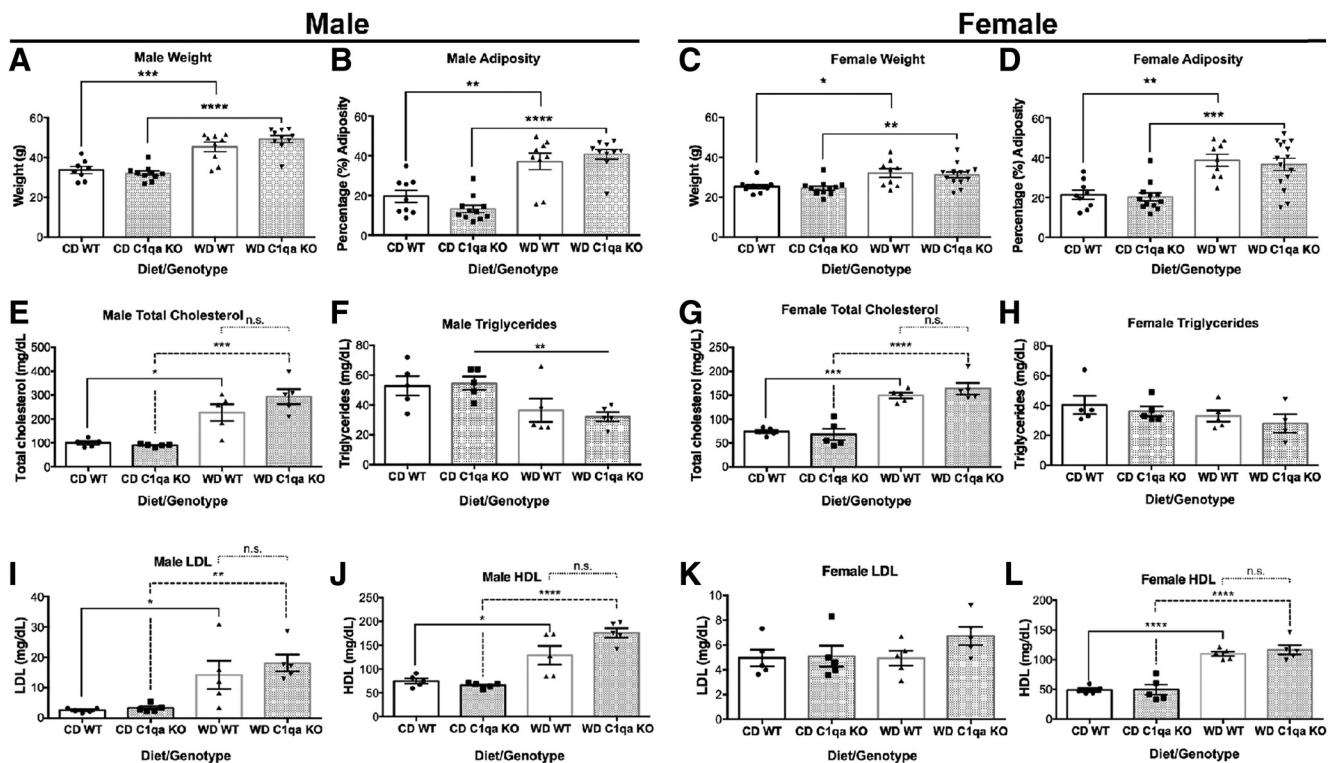 Male
Female
A
Male Weight
***
****
Weight (g)
60
40
20
0
CD WT CD C1qa KO WD WT WD C1qa KO
Diet/Genotype
B
Male Adiposity
**
****
Percentage (%) Adiposity
60
40
20
0
CD WT CD C1qa KO WD WT WD C1qa KO
Diet/Genotype
C
Female Weight
*
**
Weight (g)
60
40
20
0
CD WT CD C1qa KO WD WT WD C1qa KO
Diet/Genotype
D
Female Adiposity
**
***
Percentage (%) Adiposity
60
40
20
0
CD WT CD C1qa KO WD WT WD C1qa KO
Diet/Genotype
E
Male Total Cholesterol
n.s.
***
*
Total cholesterol (mg/dL)
500
400
300
200
100
0
CD WT CD C1qa KO WD WT WD C1qa KO
Diet/Genotype
F
Male Triglycerides
**
Triglycerides (mg/dL)
80
60
40
20
0
CD WT CD C1qa KO WD WT WD C1qa KO
Diet/Genotype
G
Female Total Cholesterol
n.s.
****
***
Total cholesterol (mg/dL)
250
200
150
100
50
0
CD WT CD C1qa KO WD WT WD C1qa KO
Diet/Genotype
H
Female Triglycerides
Triglycerides (mg/dL)
80
60
40
20
0
CD WT CD C1qa KO WD WT WD C1qa KO
Diet/Genotype
I
Male LDL
n.s.
**
*
LDL (mg/dL)
40
30
20
10
0
CD WT CD C1qa KO WD WT WD C1qa KO
Diet/Genotype
J
Male HDL
n.s.
****
*
HDL (mg/dL)
250
200
150
100
50
0
CD WT CD C1qa KO WD WT WD C1qa KO
Diet/Genotype
K
Female LDL
LDL (mg/dL)
10
8
6
4
2
0
CD WT CD C1qa KO WD WT WD C1qa KO
Diet/Genotype
L
Female HDL
n.s.
****
****
HDL (mg/dL)
200
150
100
50
0
CD WT CD C1qa KO WD WT WD C1qa KO
Diet/Genotype